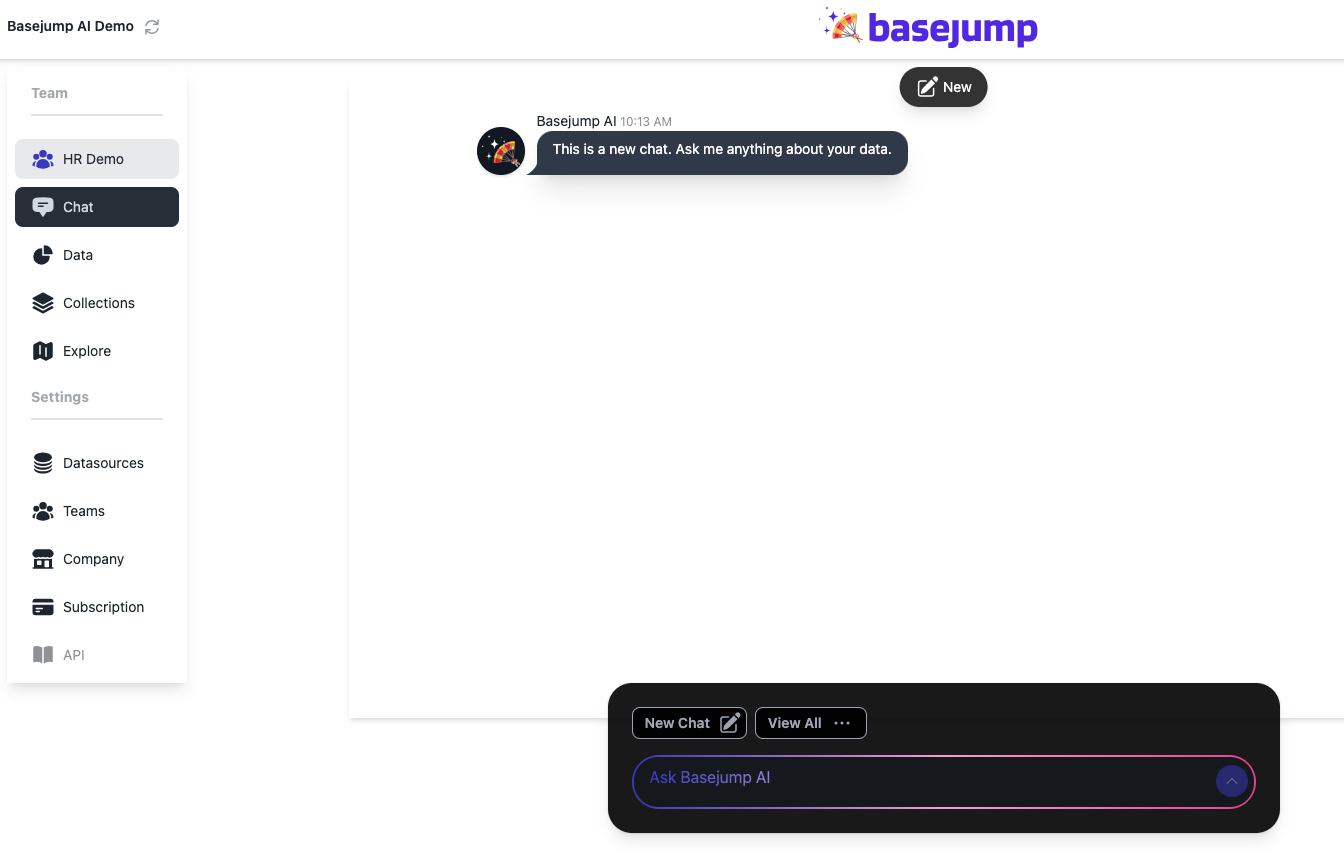 Basejump AI Demo
basejump
Team
HR Demo
Chat
Data
Collections
Explore
Settings
Datasources
Teams
Company
Subscription
API
New
Basejump AI 10:13 AM
This is a new chat. Ask me anything about your data.
New Chat
View All
Ask Basejump AI